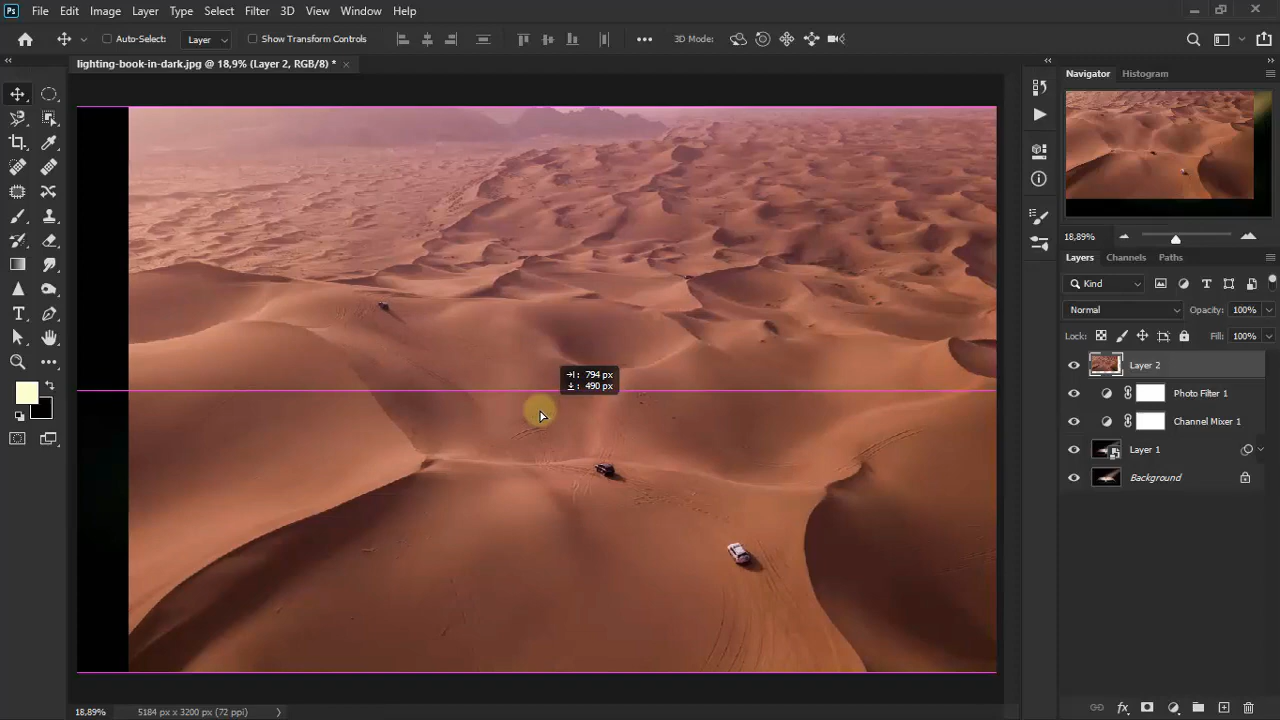 Ps File Edit Image Layer Type Select Filter 3D View Window Help
Auto-Select: Layer Show Transform Controls 3D Mode:
lighting-book-in-dark.jpg @ 18,9% (Layer 2, RGB/8) *
Navigator Histogram
18,89%
Layers Channels Paths
Kind
Normal Opacity: 100%
Lock: Fill: 100%
Layer 2
794 px
490 px
Photo Filter 1
Channel Mixer 1
Layer 1
Background
fx
18,89% 5184 px x 3200 px (72 ppi)